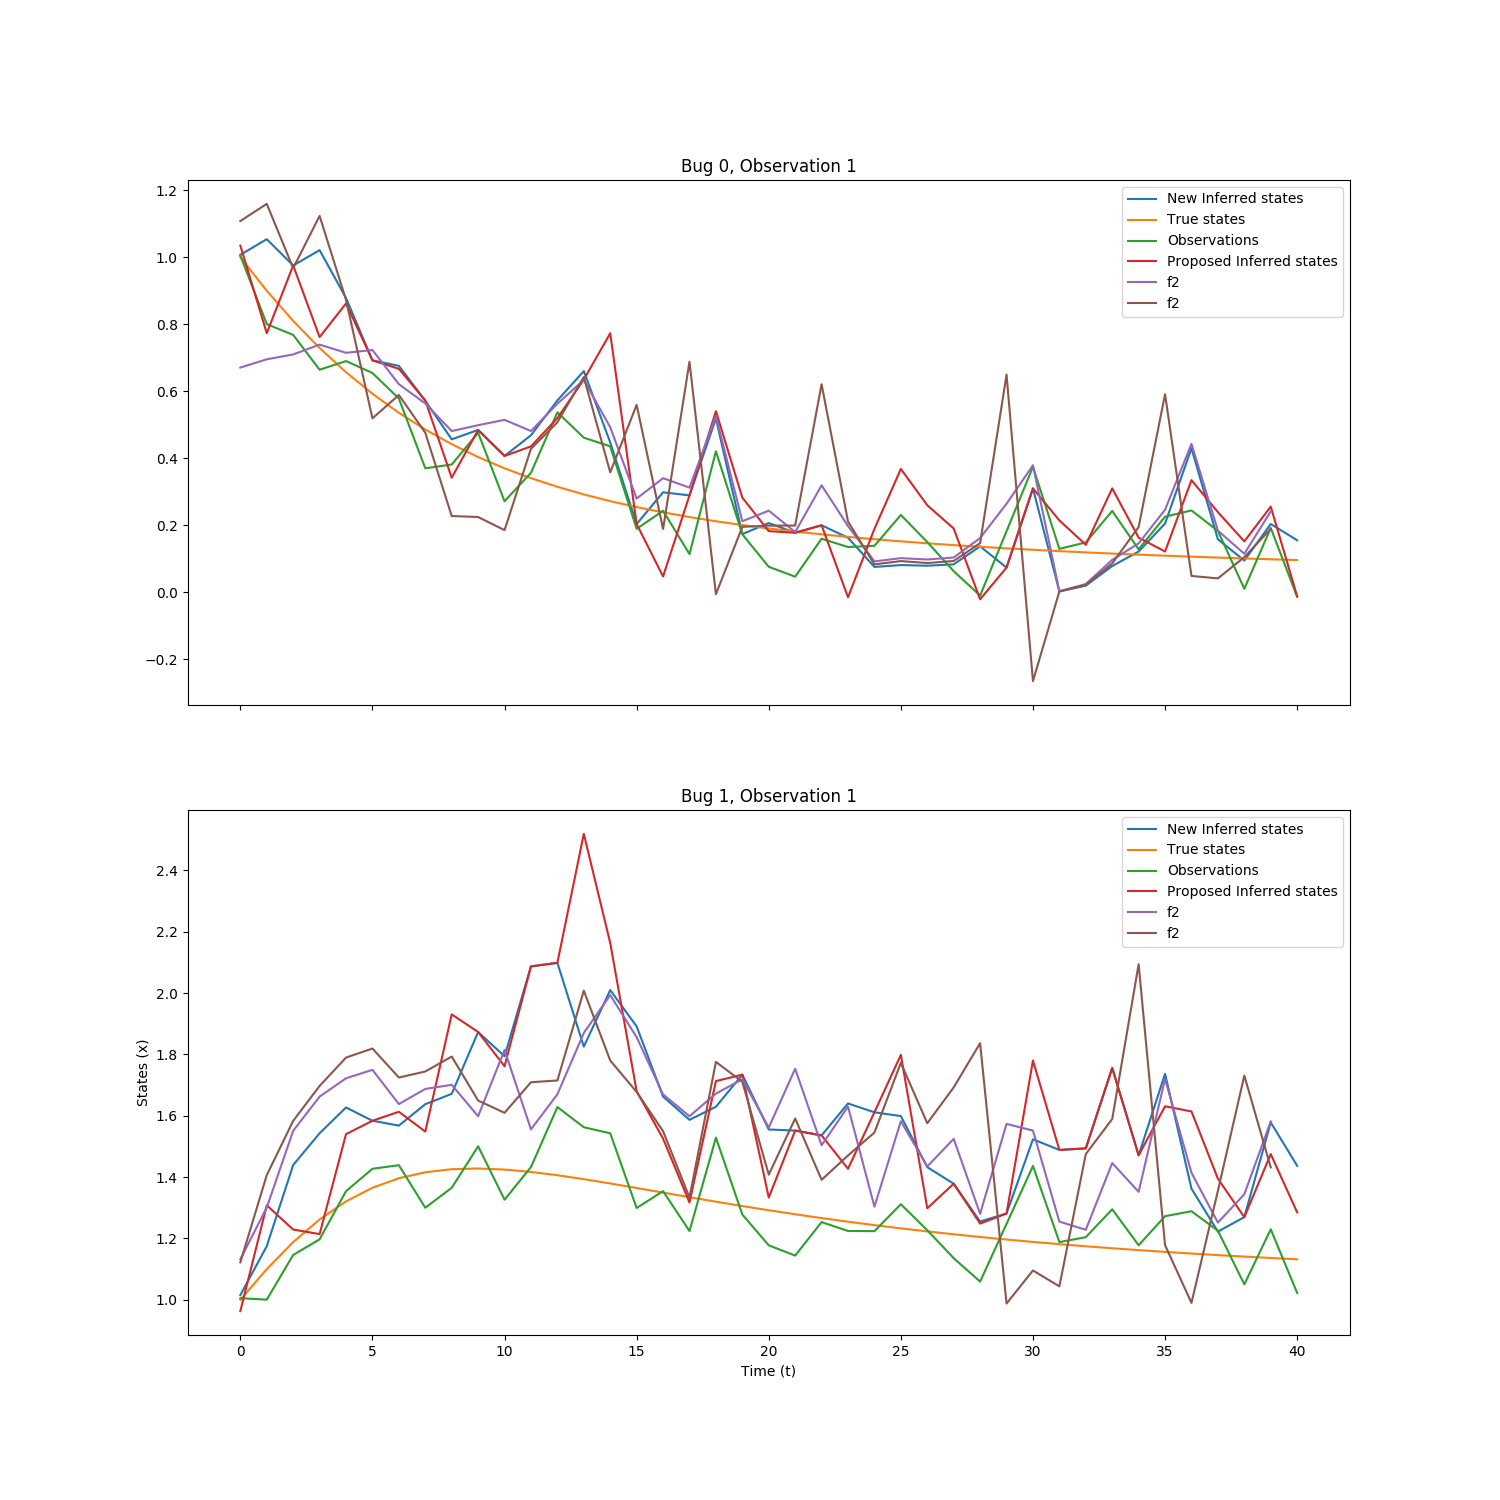 Bug 0, Observation 1
1.2
1.0
0.8
0.6
0.4
0.2
0.0
−0.2
New Inferred states
True states
Observations
Proposed Inferred states
f2
f2
Bug 1, Observation 1
States (x)
2.4
2.2
2.0
1.8
1.6
1.4
1.2
1.0
New Inferred states
True states
Observations
Proposed Inferred states
f2
f2
0 5 10 15 20 25 30 35 40
Time (t)